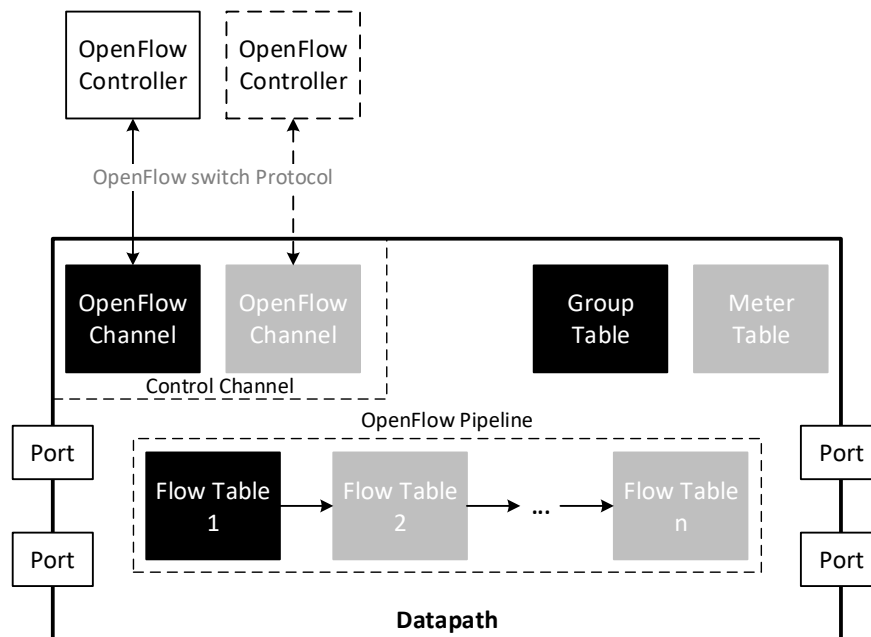 OpenFlow
Controller
OpenFlow
Controller
OpenFlow switch Protocol
OpenFlow
Channel
OpenFlow
Channel
Control Channel
Group
Table
Meter
Table
OpenFlow Pipeline
Port
Port
Flow Table
1
Flow Table
2
...
Flow Table
n
Port
Port
Datapath